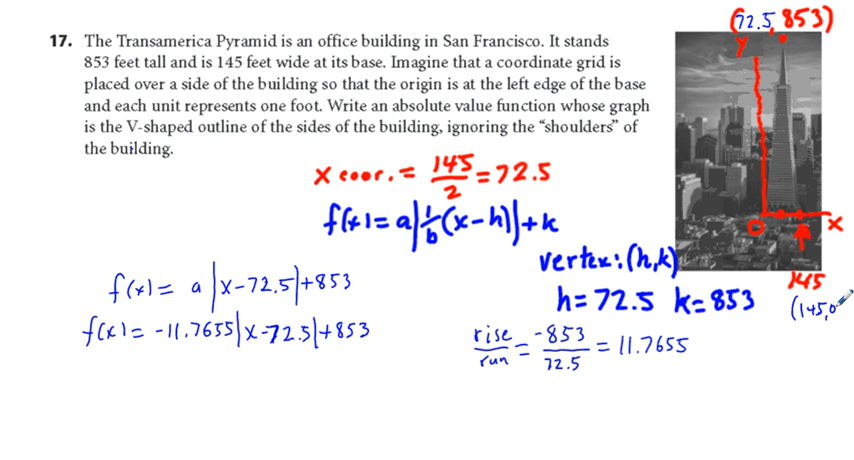 (72.5, 853)
17. The Transamerica Pyramid is an office building in San Francisco. It stands
853 feet tall and is 145 feet wide at its base. Imagine that a coordinate grid is
placed over a side of the building so that the origin is at the left edge of the base
and each unit represents one foot. Write an absolute value function whose graph
is the V-shaped outline of the sides of the building, ignoring the “shoulders” of
the building.
Y
X coor. = 145/2 = 72.5
f(x) = a|1/b(x-h)|+k
O
X
145
(145,0
vertex: (h,k)
h = 72.5 k = 853
f(x) = a|x-72.5|+853
f(x) = -11.7655|x-72.5|+853
rise/run = -853/72.5 = 11.7655